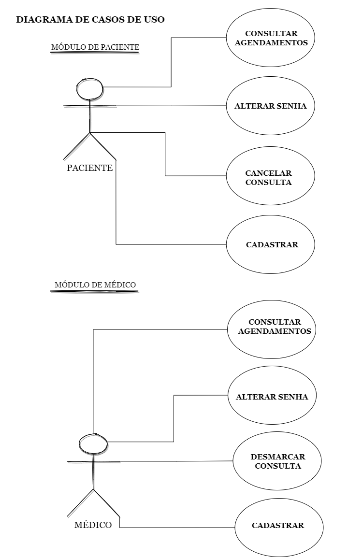 DIAGRAMA DE CASOS DE USO
MÓDULO DE PACIENTE
CONSULTAR
AGENDAMENTOS
ALTERAR SENHA
CANCELAR
CONSULTA
PACIENTE
CADASTRAR
MÓDULO DE MÉDICO
CONSULTAR
AGENDAMENTOS
ALTERAR SENHA
DESMARCAR
CONSULTA
MÉDICO
CADASTRAR